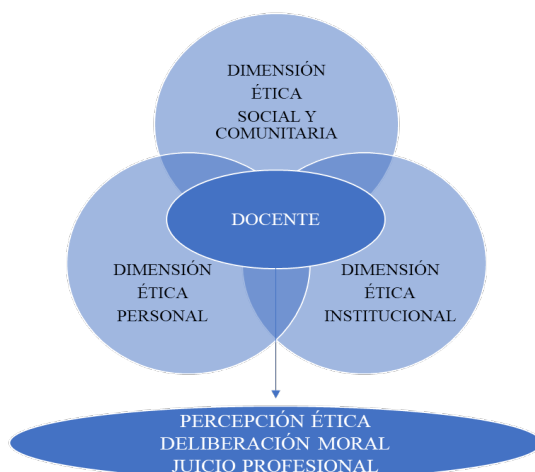 DIMENSIÓN
ÉTICA
SOCIAL Y
COMUNITARIA
DOCENTE
DIMENSIÓN
ÉTICA
PERSONAL
DIMENSIÓN
ÉTICA
INSTITUCIONAL
PERCEPCIÓN ÉTICA
DELIBERACIÓN MORAL
JUICIO PROFESIONAL